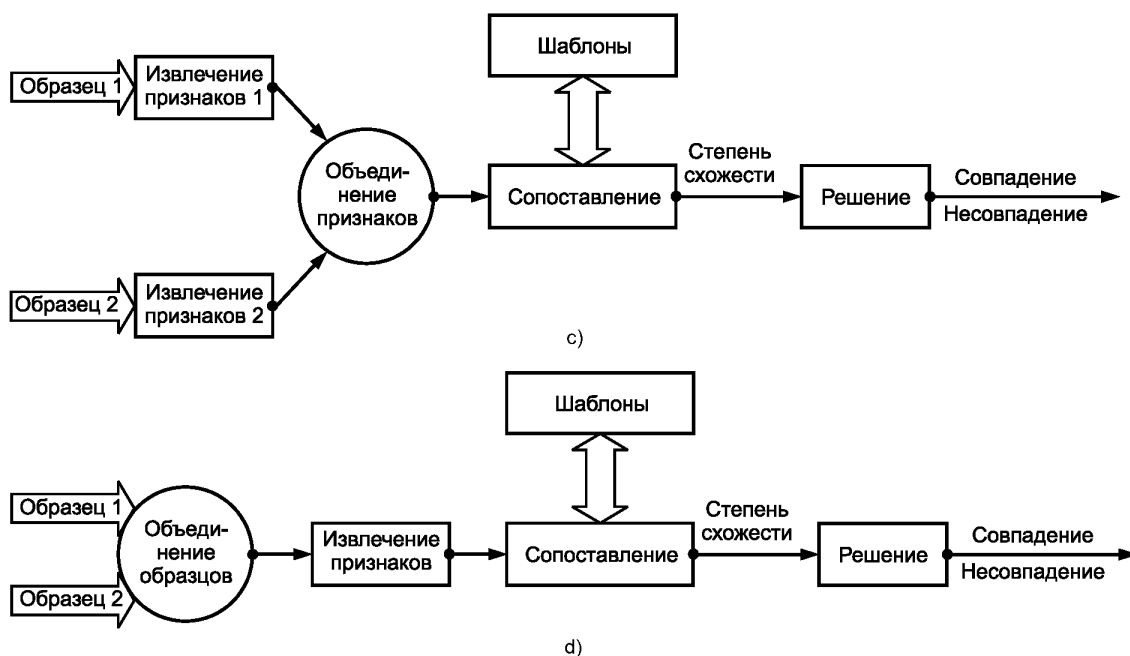 Шаблоны
Образец 1
Извлечение
признаков 1
Объеди-
нение
признаков
Сопоставление
Степень
схожести
Решение
Совпадение
Несовпадение
Образец 2
Извлечение
признаков 2
c)
Шаблоны
Образец 1
Объеди-
нение
образцов
Образец 2
Извлечение
признаков
Сопоставление
Степень
схожести
Решение
Совпадение
Несовпадение
d)